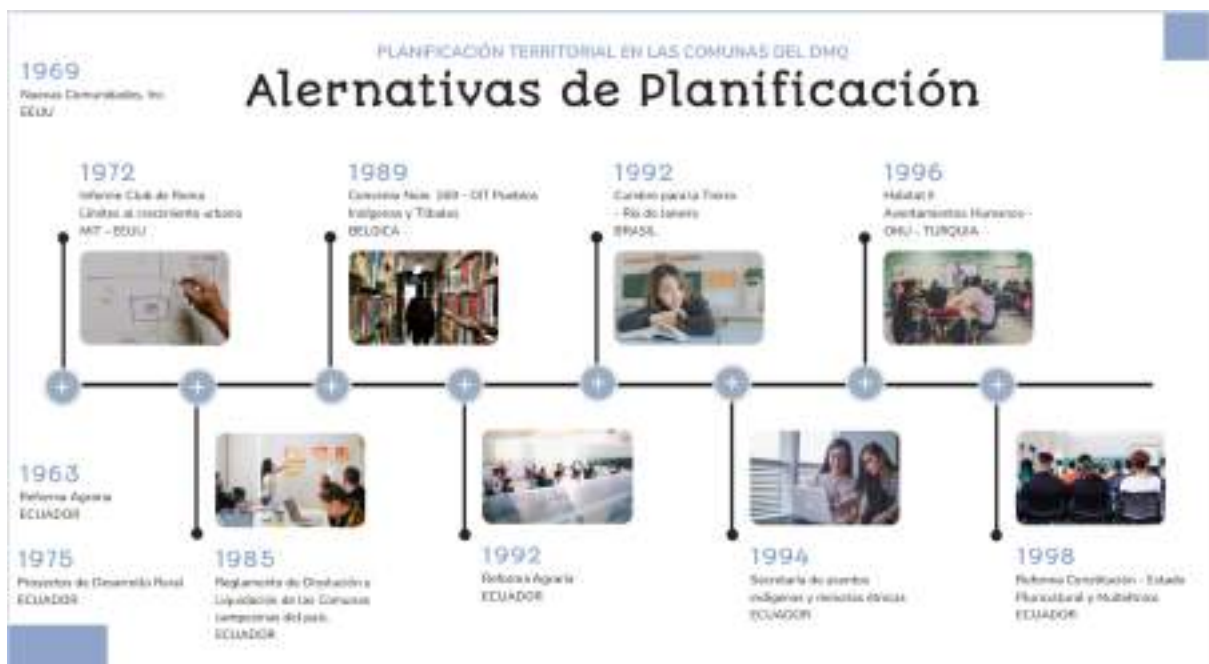 PLANIFICACIÓN TERRITORIAL EN LAS COMUNAS DEL DMQ
Alernativas de Planificación
1969
Nuevas Comunidades, Inc
EEUU
1972
Informe Club de Roma
Límites al crecimiento urbano
MIT - EEUU
1989
Convenio Núm. 169 - OIT Pueblos
Indígenas y Tribales
BELGICA
1992
Cumbre para la Tierra
- Río de Janeiro
BRASIL
1996
Hábitat II
Asentamientos Humanos -
ONU - TURQUIA
1963
Reforma Agraria
ECUADOR
1975
Proyectos de Desarrollo Rural
ECUADOR
1985
Reglamento de Disolución y
Liquidación de las Comunas
campesinas del país.
ECUADOR
1992
Reforma Agraria
ECUADOR
1994
Secretaría de asuntos
indígenas y minorías étnicas
ECUADOR
1998
Reforma Constitución - Estado
Pluricultural y Multiétnico
ECUADOR